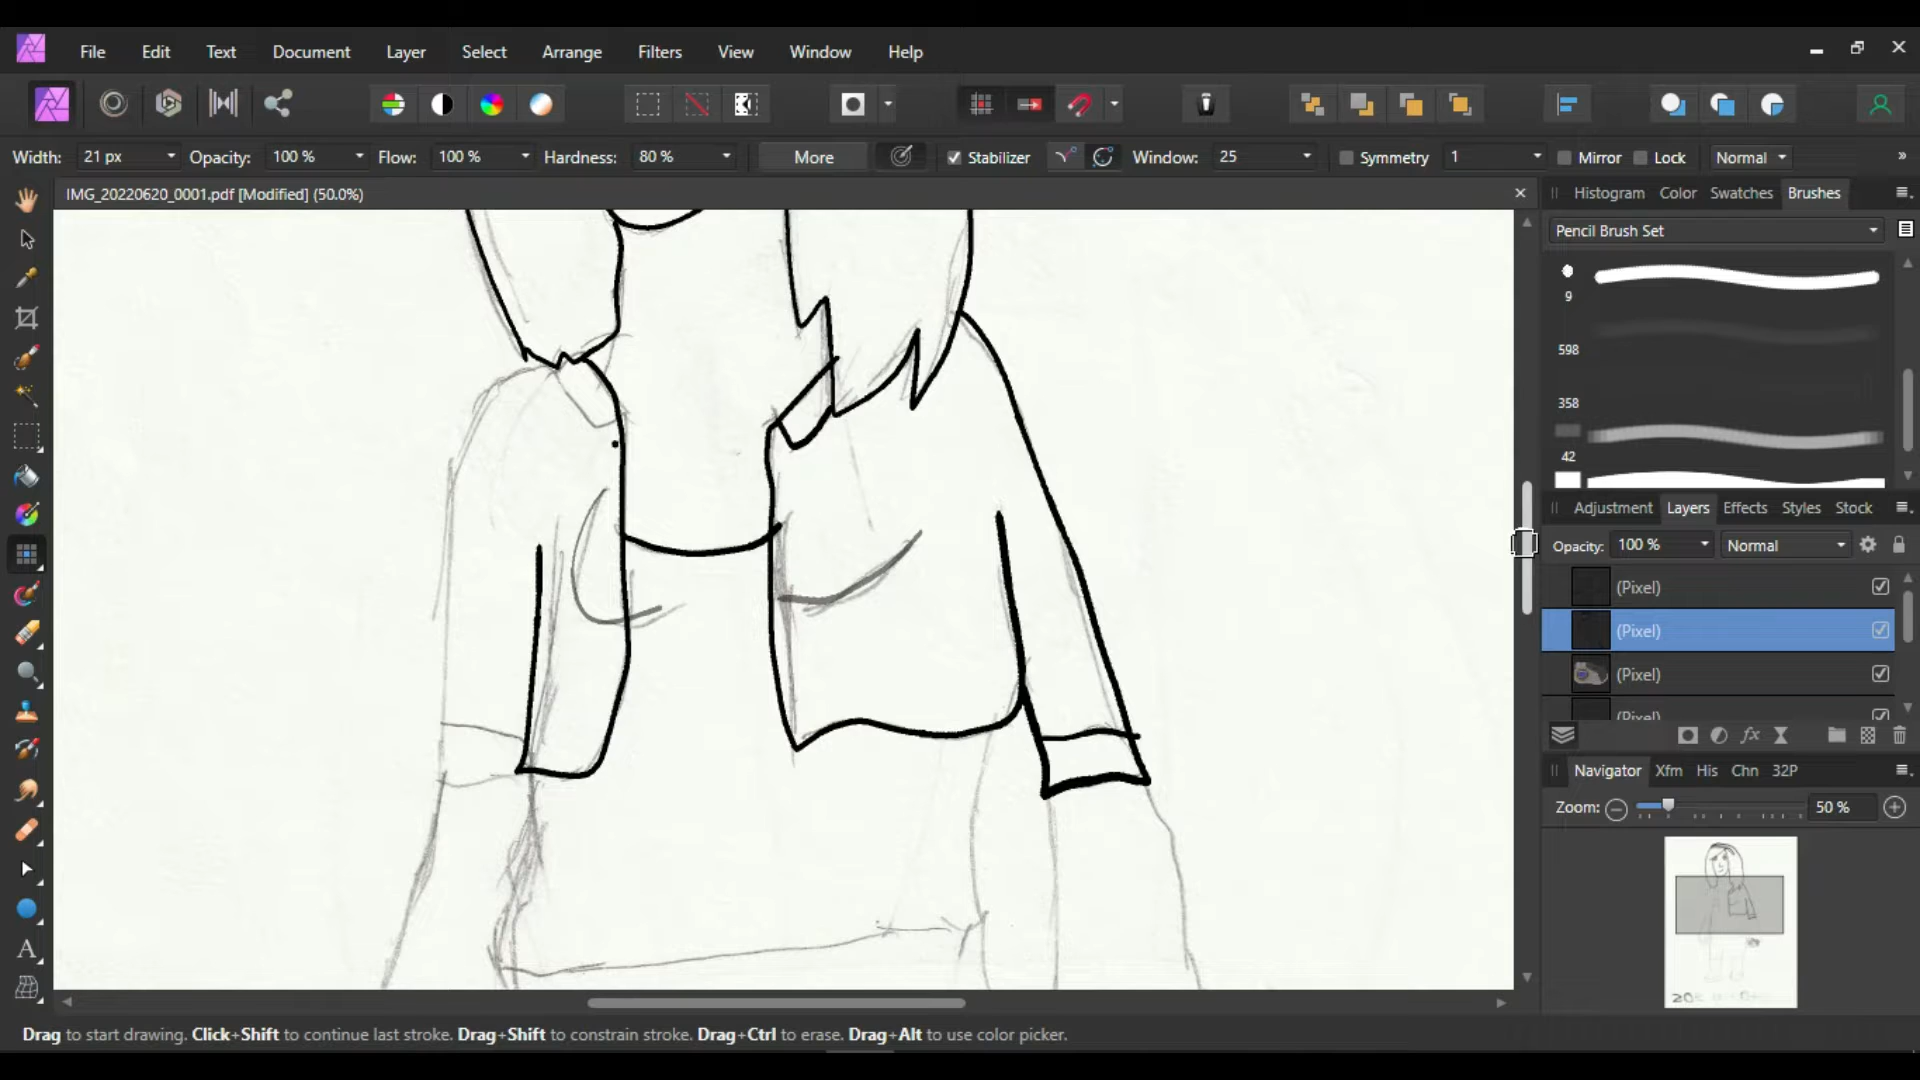 File Edit Text Document Layer Select Arrange Filters View Window Help
Width: 21 px Opacity: 100 % Flow: 100 % Hardness: 80 % More Stabilizer Window: 25 Symmetry 1 Mirror Lock Normal »
IMG_20220620_0001.pdf [Modified] (50.0%)
Histogram Color Swatches Brushes
Pencil Brush Set
9
598
358
42
Adjustment Layers Effects Styles Stock
Opacity: 100 % Normal
(Pixel)
(Pixel)
(Pixel)
(Pixel)
Navigator Xfm His Chn 32P
Zoom: 50 %
Drag to start drawing. Click+Shift to continue last stroke. Drag+Shift to constrain stroke. Drag+Ctrl to erase. Drag+Alt to use color picker.